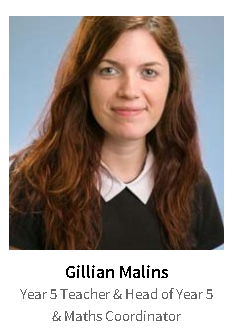 Gillian Malins
Year 5 Teacher & Head of Year 5
& Maths Coordinator